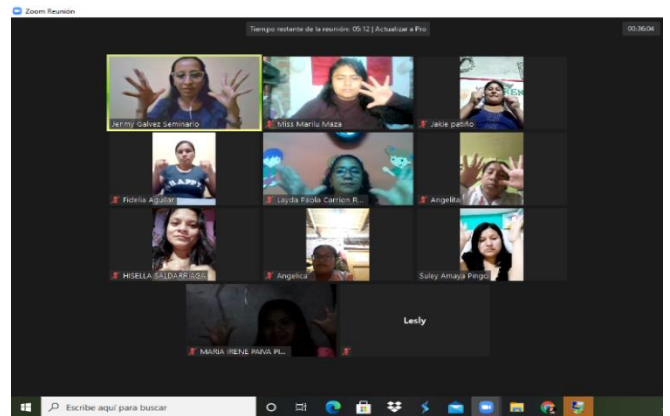 Zoom Reunión
Tiempo restante de la reunión: 05:12 | Actualizar a Pro
00:36:04
Jenmy Galvez Seminario
Miss Marilu Maza
Jakie patiño
Fidelia Aguilar
HAPPY
Layda Paola Carrion R...
Angelita
HISELLA SALDARRIAGA
Angelica
Suley Amaya Pingo
MARIA IRENE PAIVA PI...
Lesly
Escribe aquí para buscar